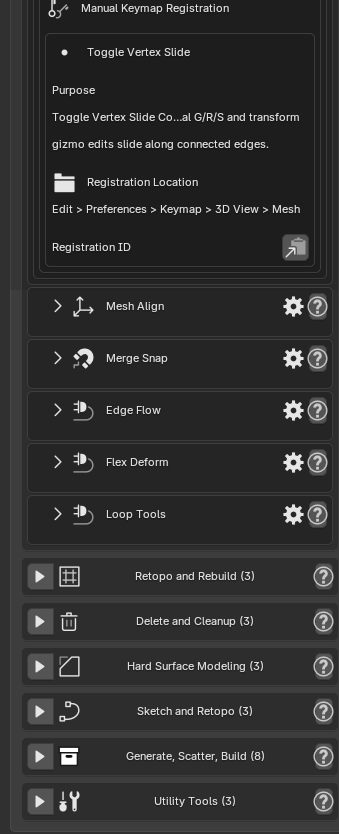 Manual Keymap Registration
Toggle Vertex Slide
Purpose
Toggle Vertex Slide Co...al G/R/S and transform
gizmo edits slide along connected edges.
Registration Location
Edit > Preferences > Keymap > 3D View > Mesh
Registration ID
Mesh Align
Merge Snap
Edge Flow
Flex Deform
Loop Tools
Retopo and Rebuild (3)
Delete and Cleanup (3)
Hard Surface Modeling (3)
Sketch and Retopo (3)
Generate, Scatter, Build (8)
Utility Tools (3)